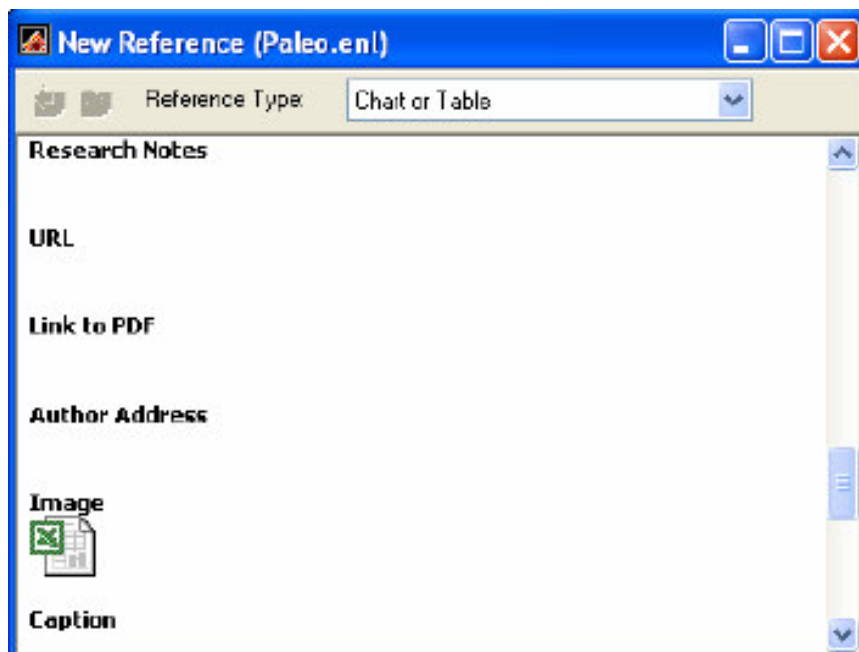 New Reference (Paleo.enl)
Reference Type: Chart or Table
Research Notes
URL
Link to PDF
Author Address
Image
Caption